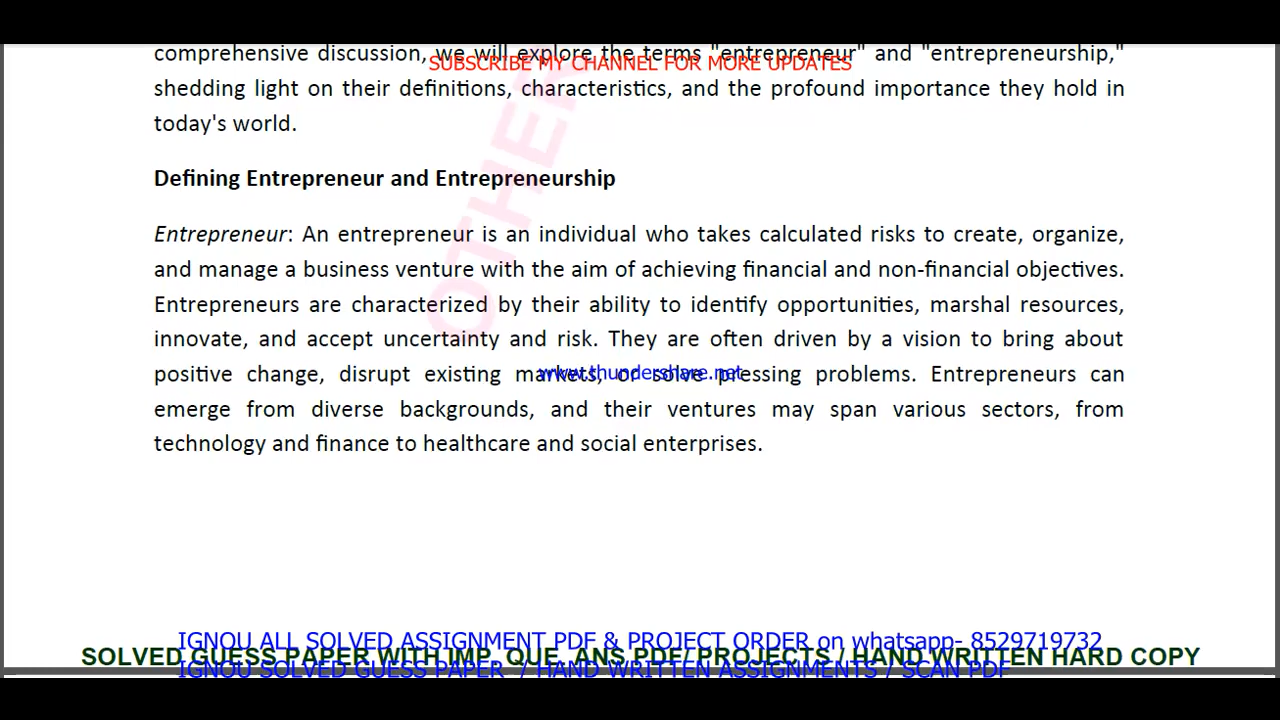 comprehensive discussion, we will explore the terms "entrepreneur" and "entrepreneurship,"
SUBSCRIBE MY CHANNEL FOR MORE UPDATES
shedding light on their definitions, characteristics, and the profound importance they hold in
today's world.
Defining Entrepreneur and Entrepreneurship
Entrepreneur: An entrepreneur is an individual who takes calculated risks to create, organize,
and manage a business venture with the aim of achieving financial and non-financial objectives.
Entrepreneurs are characterized by their ability to identify opportunities, marshal resources,
innovate, and accept uncertainty and risk. They are often driven by a vision to bring about
positive change, disrupt existing markets, or solve pressing problems. Entrepreneurs can
www.thundershare.net
emerge from diverse backgrounds, and their ventures may span various sectors, from
technology and finance to healthcare and social enterprises.
OTHER
IGNOU ALL SOLVED ASSIGNMENT PDF & PROJECT ORDER on whatsapp- 8529719732
SOLVED GUESS PAPER WITH IMP. QUE. ANS PDF/ PROJECTS / HAND WRITTEN HARD COPY
IGNOU SOLVED GUESS PAPER / HAND WRITTEN ASSIGNMENTS / SCAN PDF